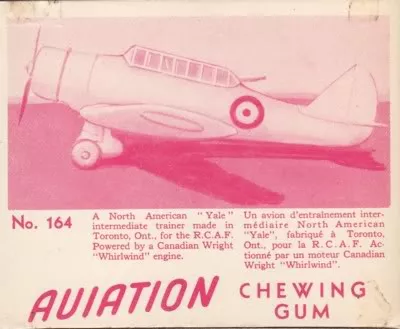 No. 164
A North American "Yale"
intermediate trainer made in
Toronto, Ont., for the R.C.A.F.
Powered by a Canadian Wright
"Whirlwind" engine.
Un avion d'entraînement inter-
médiaire North American
"Yale", fabriqué à Toronto,
Ont., pour la R.C.A.F. Ac-
tionné par un moteur Canadian
Wright "Whirlwind".
AVIATION CHEWING
GUM